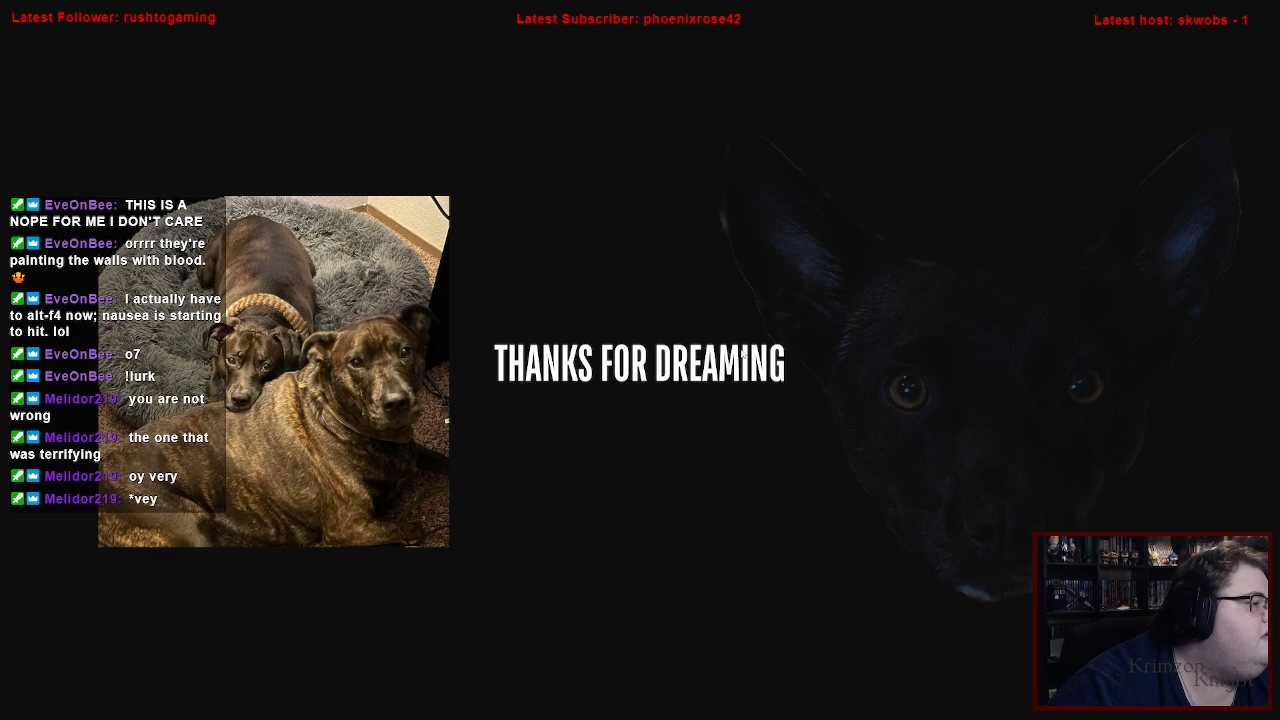 Latest Follower: rushtogaming
Latest Subscriber: phoenixrose42
Latest host: skwobs - 1
EveOnBee: THIS IS A
NOPE FOR ME I DON'T CARE
EveOnBee: orrrr they're
painting the walls with blood.
EveOnBee: I actually have
to alt-f4 now; nausea is starting
to hit. lol
EveOnBee: o7
EveOnBee: !lurk
Melidor219: you are not
wrong
Melidor219: the one that
was terrifying
Melidor219: oy very
Melidor219: *vey
THANKS FOR DREAMING
Krimzon
Knight